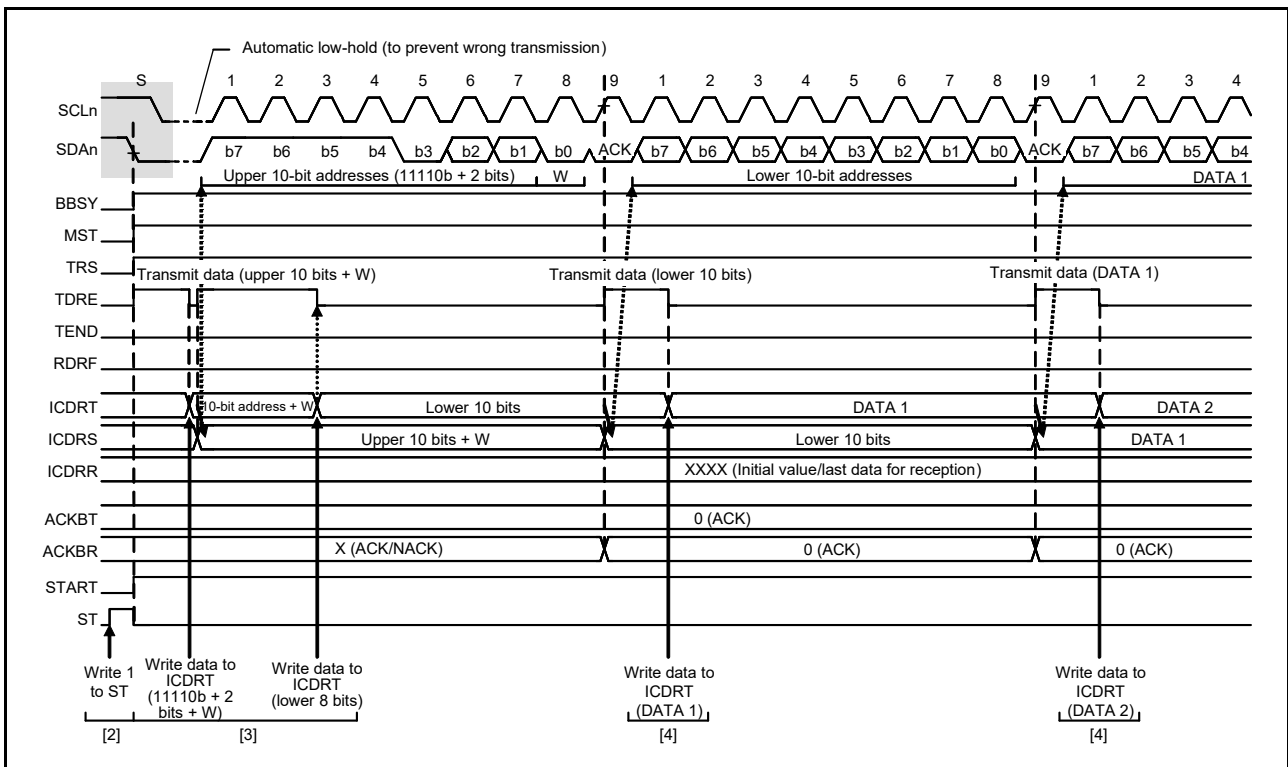 Automatic low-hold (to prevent wrong transmission)
S 1 2 3 4 5 6 7 8 9 1 2 3 4 5 6 7 8 9 1 2 3 4
SCLn
SDAn b7 b6 b5 b4 b3 b2 b1 b0 ACK b7 b6 b5 b4 b3 b2 b1 b0 ACK b7 b6 b5 b4
Upper 10-bit addresses (11110b + 2 bits) W Lower 10-bit addresses DATA 1
BBSY
MST
TRS
Transmit data (upper 10 bits + W) Transmit data (lower 10 bits) Transmit data (DATA 1)
TDRE
TEND
RDRF
ICDRT 10-bit address + W Lower 10 bits DATA 1 DATA 2
ICDRS Upper 10 bits + W Lower 10 bits DATA 1
ICDRR XXXX (Initial value/last data for reception)
ACKBT 0 (ACK)
ACKBR X (ACK/NACK) 0 (ACK) 0 (ACK)
START
ST
Write 1
to ST
Write data to
ICDRT
(11110b + 2
bits + W)
Write data to
ICDRT
(lower 8 bits)
Write data to
ICDRT
(DATA 1)
Write data to
ICDRT
(DATA 2)
[2] [3] [4] [4]